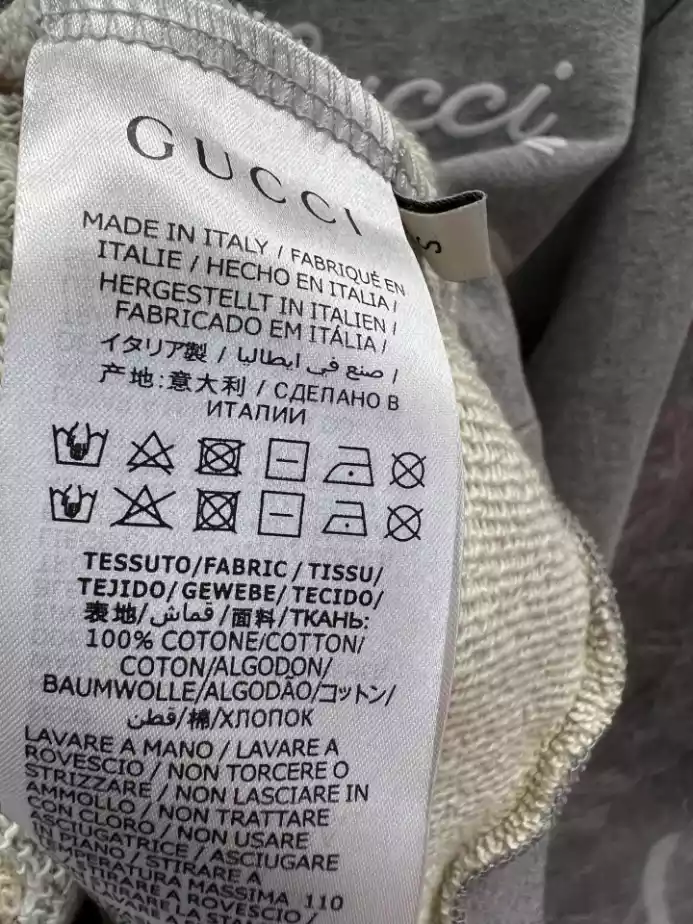 Gucci
GUCCI
S
MADE IN ITALY / FABRIQUÉ EN
ITALIE / HECHO EN ITALIA /
HERGESTELLT IN ITALIEN /
FABRICADO EM ITÁLIA /
イタリア製 / صنع في ايطاليا /
产地:意大利 / СДЕЛАНО В
ИТАЛИИ
TESSUTO/FABRIC / TISSU/
TEJIDO/GEWEBE/TECIDO/
表地/قماش/面料/ТКАНЬ:
100% COTONE/COTTON/
COTON/ALGODON/
BAUMWOLLE/ALGODÃO/コットン/
قطن/棉/ХЛОПОК
LAVARE A MANO / LAVARE A
ROVESCIO / NON TORCERE O
STRIZZARE / NON LASCIARE IN
AMMOLLO / NON TRATTARE
CON CLORO / NON USARE
ASCIUGATRICE / ASCIUGARE
IN PIANO / STIRARE A
TEMPERATURA MASSIMA 110
STIRARE A ROVESCIO /